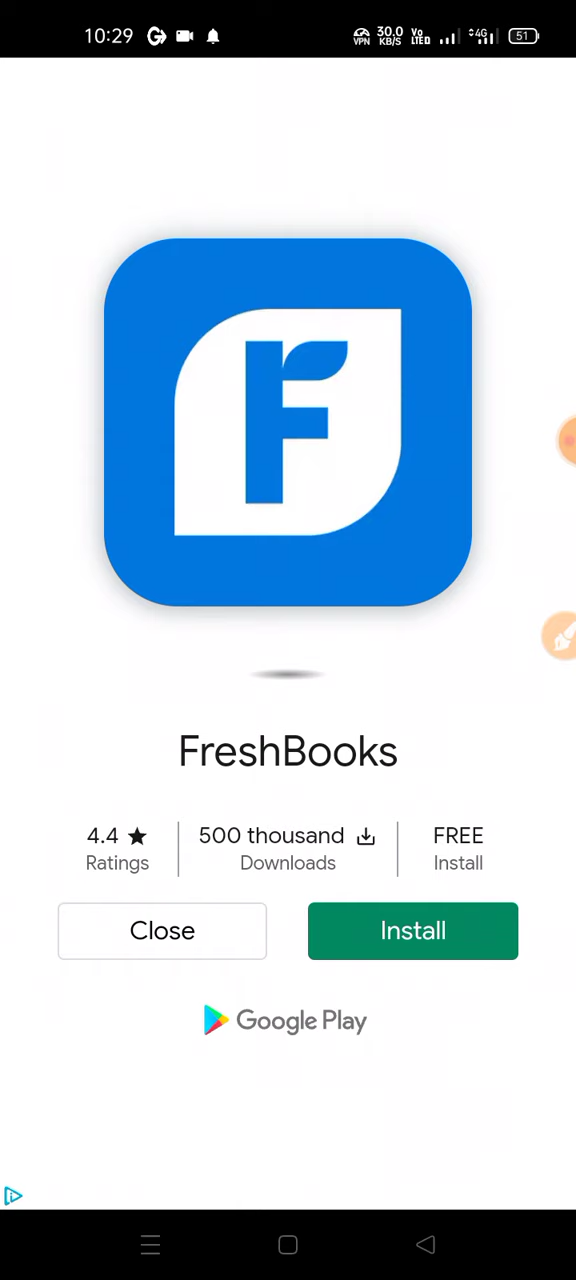 10:29 VPN 30.0 KB/S Vo LTED 4G 51
F
FreshBooks
4.4 ★ 500 thousand FREE
Ratings Downloads Install
Close Install
Google Play